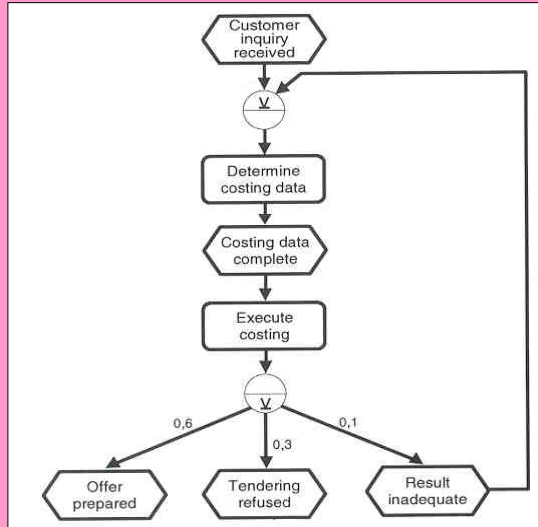 Customer
inquiry
received
V
Determine
costing data
Costing data
complete
Execute
costing
V
0,6
0,3
0,1
Offer
prepared
Tendering
refused
Result
inadequate